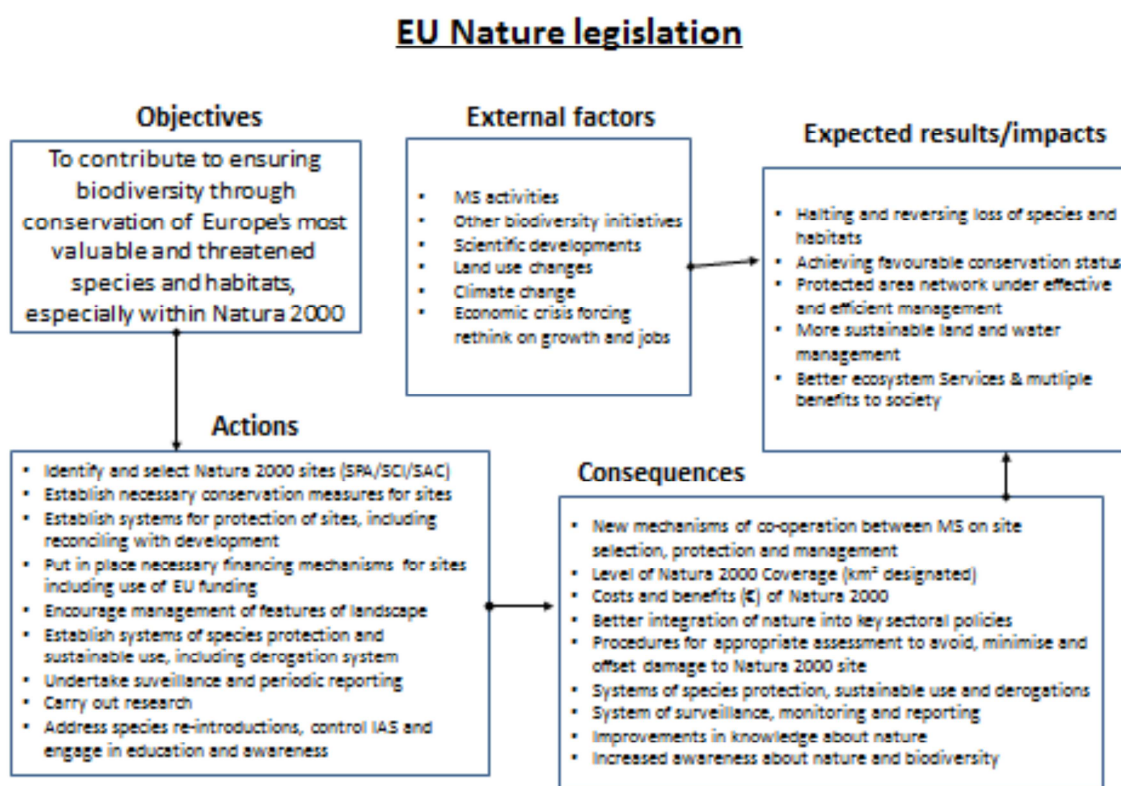 EU Nature legislation
Objectives
To contribute to ensuring
biodiversity through
conservation of Europe's most
valuable and threatened
species and habitats,
especially within Natura 2000
External factors
• MS activities
• Other biodiversity initiatives
• Scientific developments
• Land use changes
• Climate change
• Economic crisis forcing
rethink on growth and jobs
Expected results/impacts
• Halting and reversing loss of species and
habitats
• Achieving favourable conservation status
• Protected area network under effective
and efficient management
• More sustainable land and water
management
• Better ecosystem Services & mutliple
benefits to society
Actions
• Identify and select Natura 2000 sites (SPA/SCI/SAC)
• Establish necessary conservation measures for sites
• Establish systems for protection of sites, including
reconciling with development
• Put in place necessary financing mechanisms for sites
including use of EU funding
• Encourage management of features of landscape
• Establish systems of species protection and
sustainable use, including derogation system
• Undertake suveillance and periodic reporting
• Carry out research
• Address species re-introductions, control IAS and
engage in education and awareness
Consequences
• New mechanisms of co-operation between MS on site
selection, protection and management
• Level of Natura 2000 Coverage (km² designated)
• Costs and benefits (€) of Natura 2000
• Better integration of nature into key sectoral policies
• Procedures for appropriate assessment to avoid, minimise and
offset damage to Natura 2000 site
• Systems of species protection, sustainable use and derogations
• System of surveillance, monitoring and reporting
• Improvements in knowledge about nature
• Increased awareness about nature and biodiversity